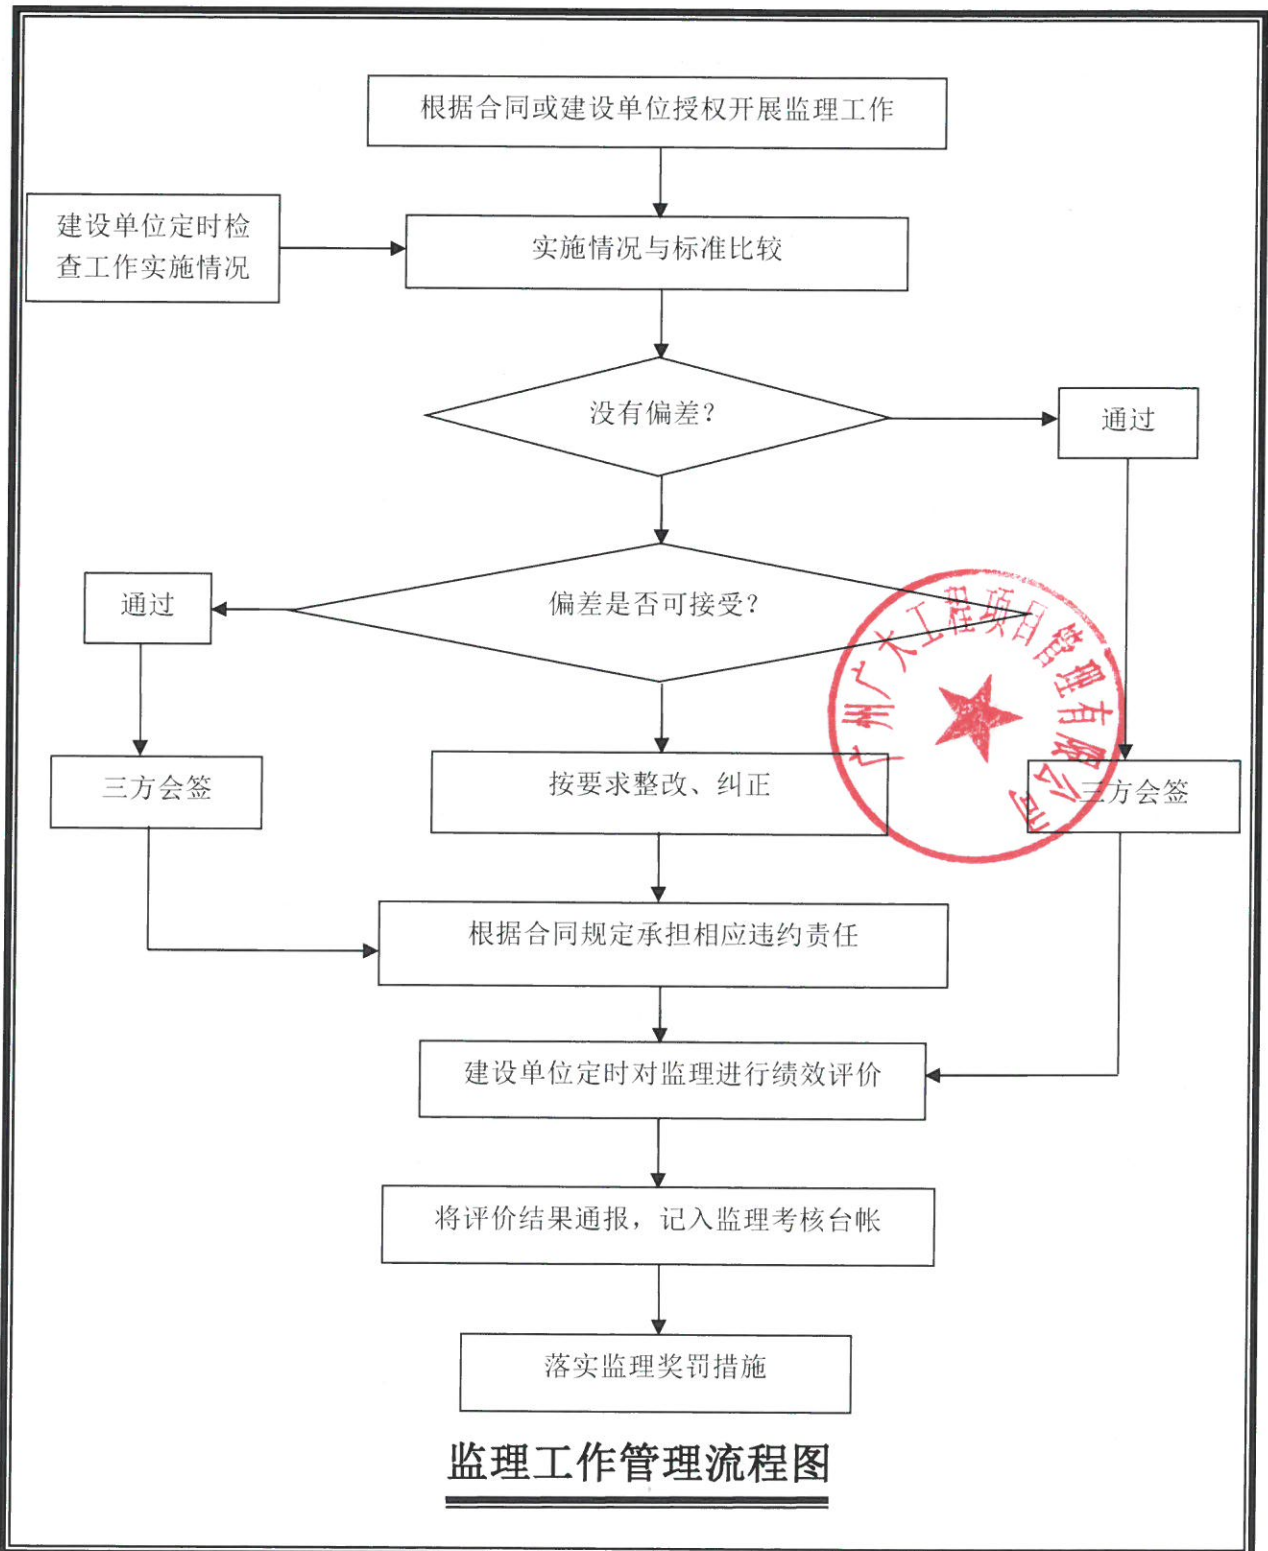 根据合同或建设单位授权开展监理工作
建设单位定时检
查工作实施情况
实施情况与标准比较
没有偏差?
通过
偏差是否可接受?
通过
广州广大工程项目管理有限公司
三方会签
按要求整改、纠正
三方会签
根据合同规定承担相应违约责任
建设单位定时对监理进行绩效评价
将评价结果通报，记入监理考核台帐
落实监理奖罚措施
监理工作管理流程图